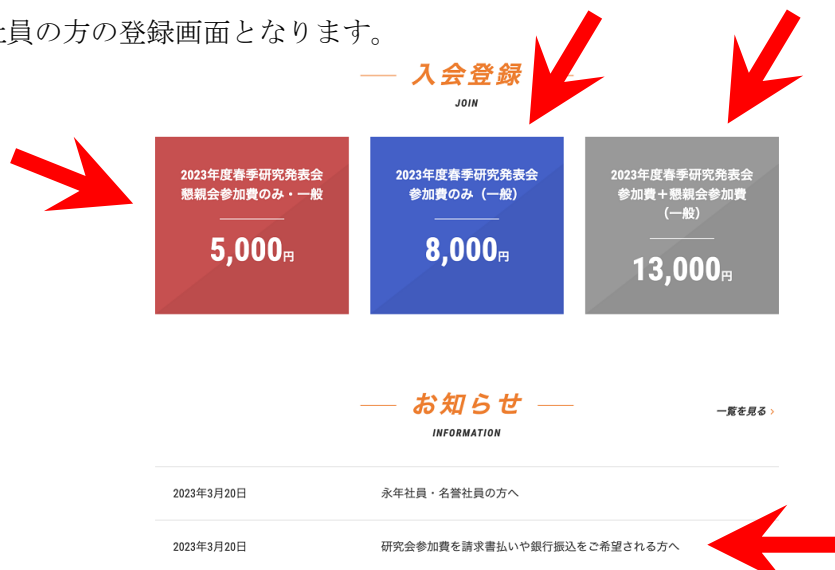 社員の方の登録画面となります。
入会登録
JOIN
2023年度春季研究発表会
懇親会参加費のみ・一般
5,000円
2023年度春季研究発表会
参加費のみ（一般）
8,000円
2023年度春季研究発表会
参加費＋懇親会参加費
（一般）
13,000円
お知らせ
一覧を見る >
INFORMATION
2023年3月20日 永年社員・名誉社員の方へ
2023年3月20日 研究会参加費を請求書払いや銀行振込をご希望される方へ